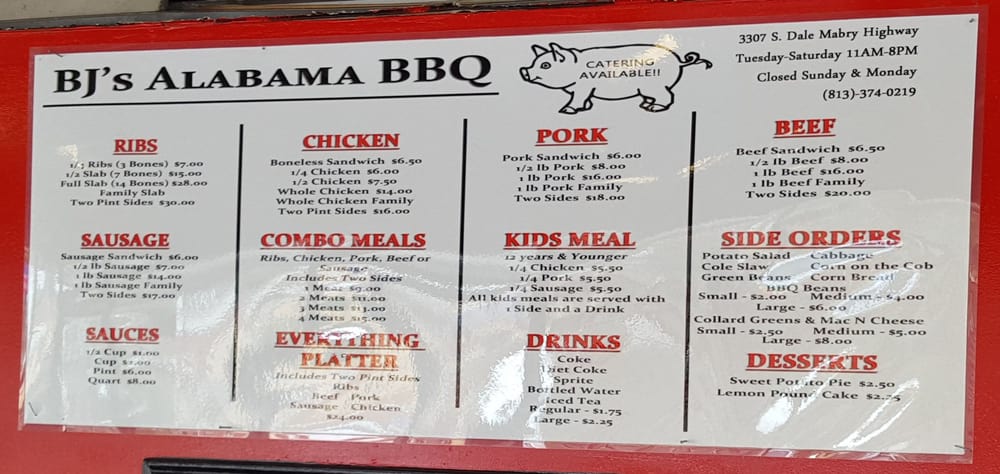 BJ's ALABAMA BBQ
CATERING
AVAILABLE!!
3307 S. Dale Mabry Highway
Tuesday-Saturday 11AM-8PM
Closed Sunday & Monday
(813)-374-0219
RIBS
Ribs (3 Bones) $7.00
1/2 Slab (7 Bones) $15.00
Full Slab (14 Bones) $28.00
Family Slab
Two Pint Sides $30.00
SAUSAGE
Sausage Sandwich $6.00
1/2 lb Sausage $7.00
1 lb Sausage $14.00
1 lb Sausage Family
Two Sides $17.00
SAUCES
1/2 Cup $1.00
Cup
Pint $6.00
Quart $8.00
CHICKEN
Boneless Sandwich $6.50
1/4 Chicken $6.00
1/2 Chicken $7.50
Whole Chicken $14.00
Whole Chicken Family
Two Pint Sides $16.00
COMBO MEALS
Ribs, Chicken, Pork, Beef or
Sausage
Includes Two Sides
1 Meat $9.00
2 Meats $11.00
3 Meats $13.00
4 Meats $15.00
EVERYTHING
PLATTER
Includes Two Pint Sides
Ribs
Beef Pork
Sausage Chicken
$24.00
PORK
Pork Sandwich $6.00
1/2 lb Pork $8.00
1 lb Pork $16.00
1 lb Pork Family
Two Sides $18.00
KIDS MEAL
12 years & Younger
1/4 Chicken $5.50
1/4 Pork $5.50
1/4 Sausage $5.50
All kids meals are served with
1 Side and a Drink
DRINKS
Coke
Diet Coke
Sprite
Bottled Water
Iced Tea
Regular - $1.75
Large - $2.25
BEEF
Beef Sandwich $6.50
1/2 lb Beef $8.00
1 lb Beef $16.00
1 lb Beef Family
Two Sides $20.00
SIDE ORDERS
Potato Salad Cabbage
Cole Slaw Corn on the Cob
Green Beans Corn Bread
BBQ Beans
Small - $2.00 Medium - $4.00
Large - $6.00
Collard Greens & Mac N Cheese
Small - $2.50 Medium - $5.00
Large - $8.00
DESSERTS
Sweet Potato Pie $2.50
Lemon Pound Cake $2.25